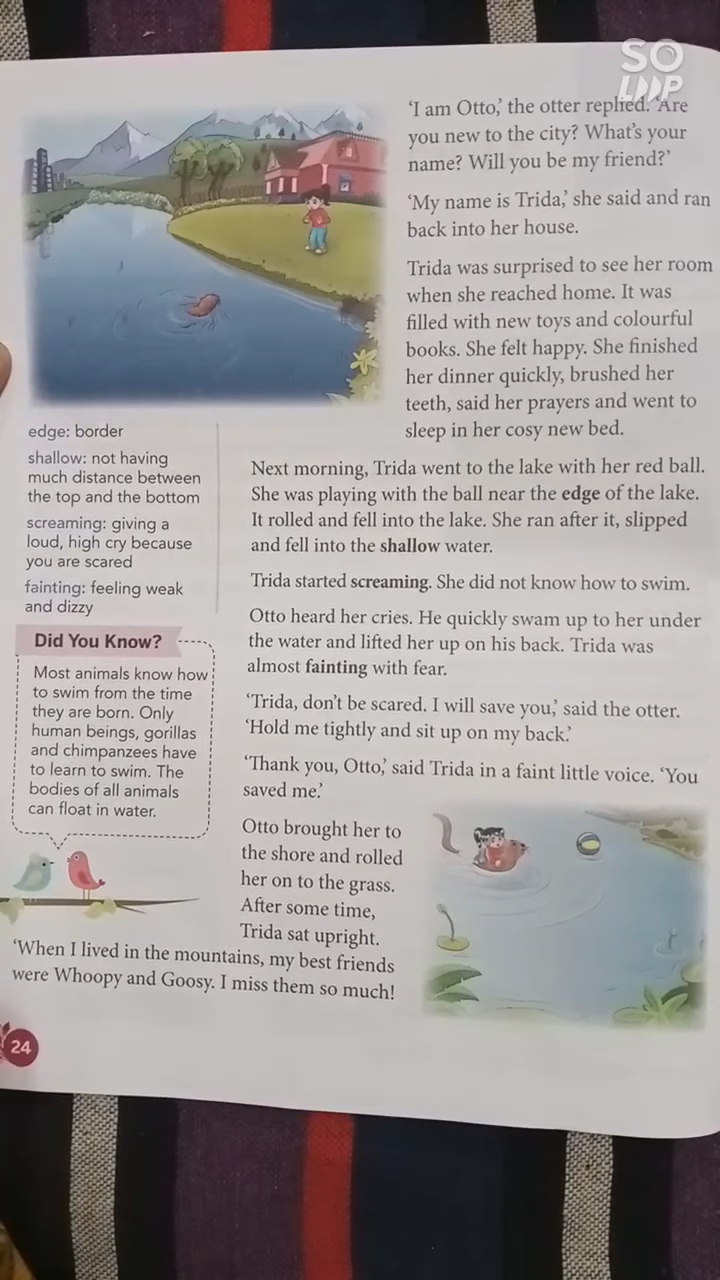 SO
LOOP
‘I am Otto,’ the otter replied. ‘Are
you new to the city? What’s your
name? Will you be my friend?’
‘My name is Trida,’ she said and ran
back into her house.
Trida was surprised to see her room
when she reached home. It was
filled with new toys and colourful
books. She felt happy. She finished
her dinner quickly, brushed her
teeth, said her prayers and went to
sleep in her cosy new bed.
edge: border
shallow: not having
much distance between
the top and the bottom
screaming: giving a
loud, high cry because
you are scared
fainting: feeling weak
and dizzy
Did You Know?
Most animals know how
to swim from the time
they are born. Only
human beings, gorillas
and chimpanzees have
to learn to swim. The
bodies of all animals
can float in water.
Next morning, Trida went to the lake with her red ball.
She was playing with the ball near the edge of the lake.
It rolled and fell into the lake. She ran after it, slipped
and fell into the shallow water.
Trida started screaming. She did not know how to swim.
Otto heard her cries. He quickly swam up to her under
the water and lifted her up on his back. Trida was
almost fainting with fear.
‘Trida, don’t be scared. I will save you,’ said the otter.
‘Hold me tightly and sit up on my back.’
‘Thank you, Otto,’ said Trida in a faint little voice. ‘You
saved me.’
Otto brought her to
the shore and rolled
her on to the grass.
After some time,
Trida sat upright.
‘When I lived in the mountains, my best friends
were Whoopy and Goosy. I miss them so much!
24